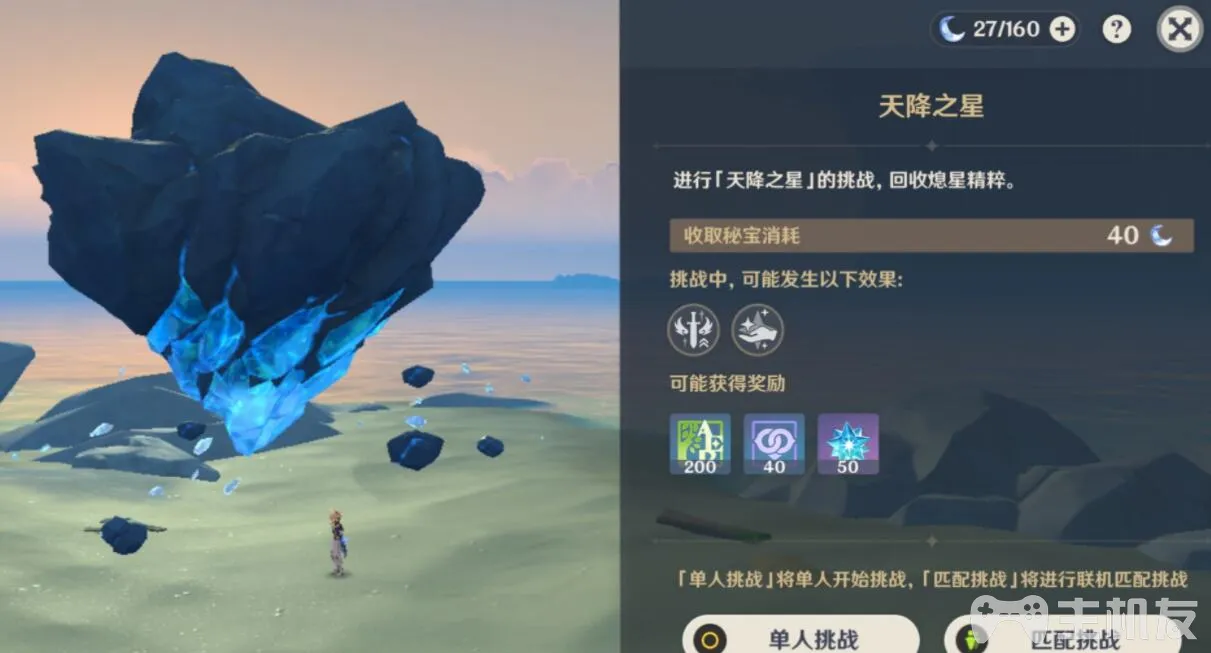 27/160
?
天降之星
进行「天降之星」的挑战，回收熄星精粹。
收取秘宝消耗 40
挑战中，可能发生以下效果：
可能获得奖励
200 40 50
「单人挑战」将单人开始挑战，「匹配挑战」将进行联机匹配挑战
单人挑战 匹配挑战
主机友